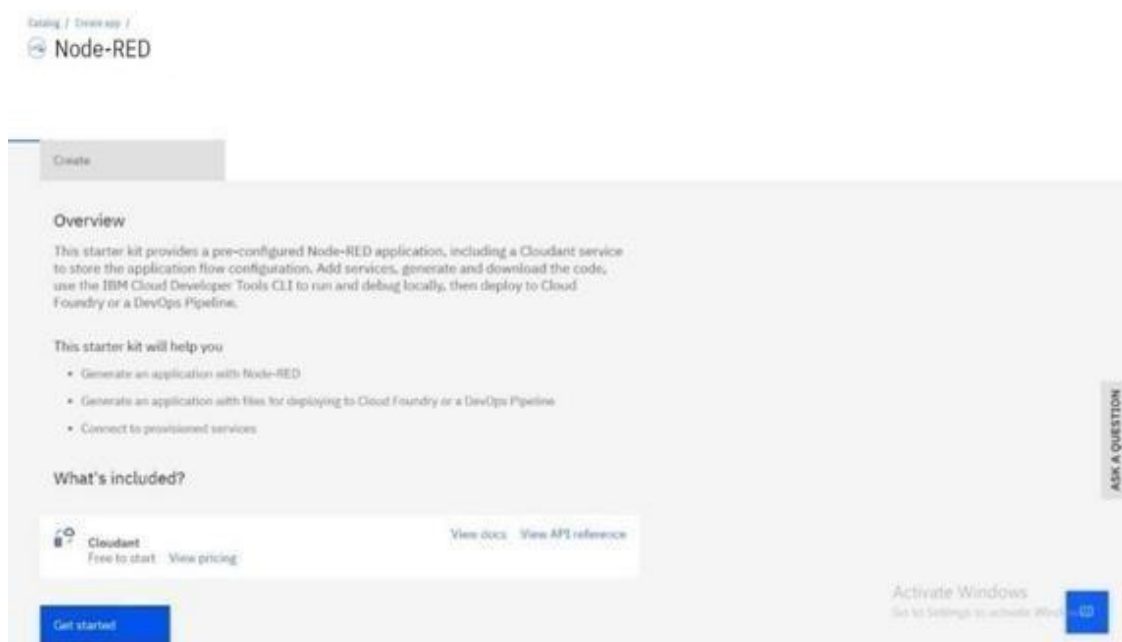 Catalog / Create app /
Node-RED
Create
Overview
This starter kit provides a pre-configured Node-RED application, including a Cloudant service
to store the application flow configuration. Add services, generate and download the code,
use the IBM Cloud Developer Tools CLI to run and debug locally, then deploy to Cloud
Foundry or a DevOps Pipeline.
This starter kit will help you
• Generate an application with Node-RED
• Generate an application with files for deploying to Cloud Foundry or a DevOps Pipeline
• Connect to provisioned services
What's included?
Cloudant
View docs View API reference
Free to start View pricing
ASK A QUESTION
Activate Windows
Go to Settings to activate
Get started